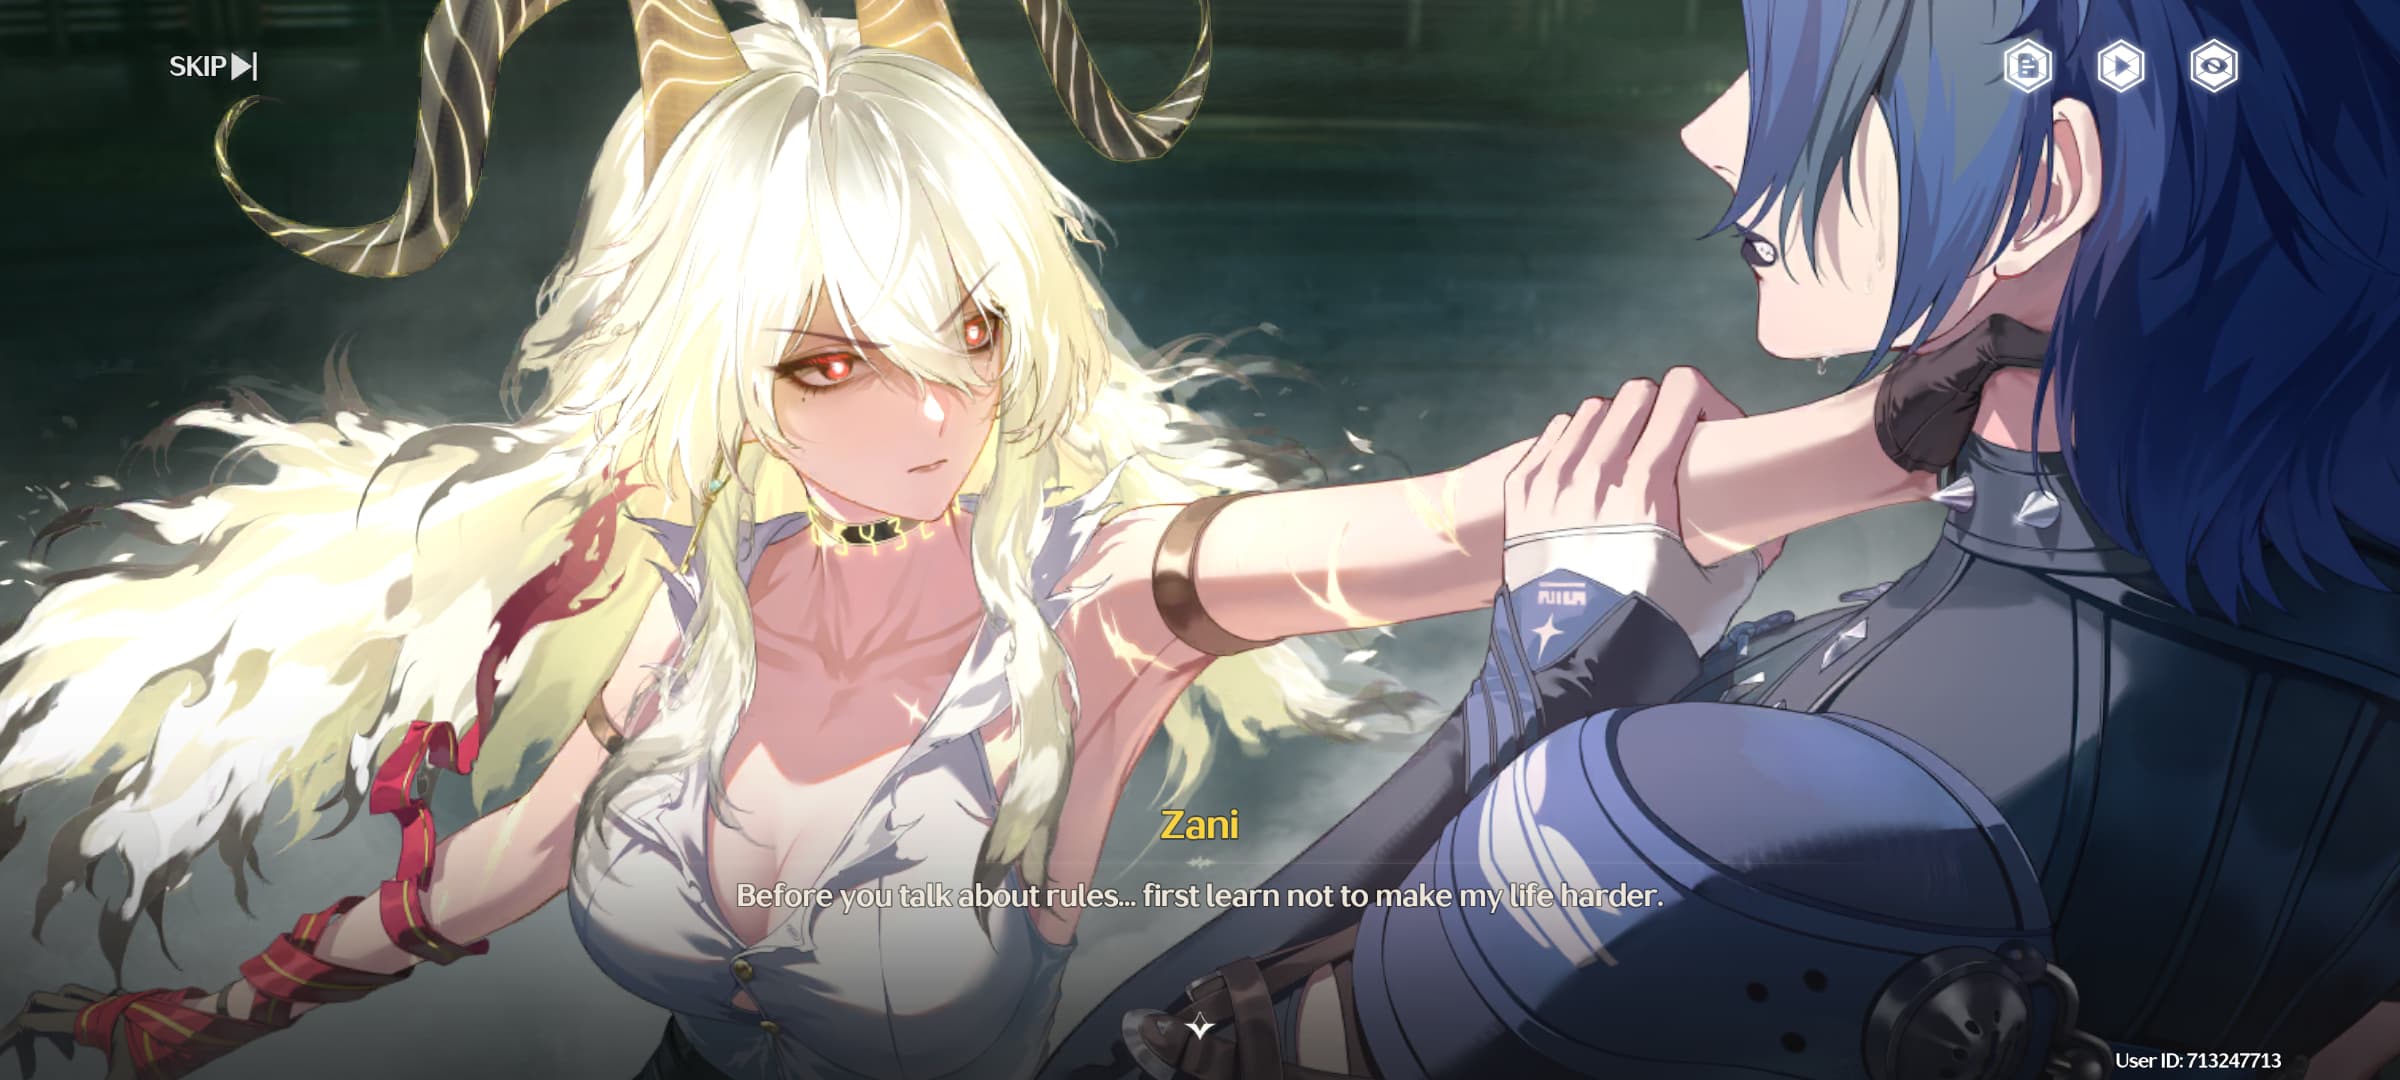 SKIP
Zani
Before you talk about rules... first learn not to make my life harder.
User ID: 713247713